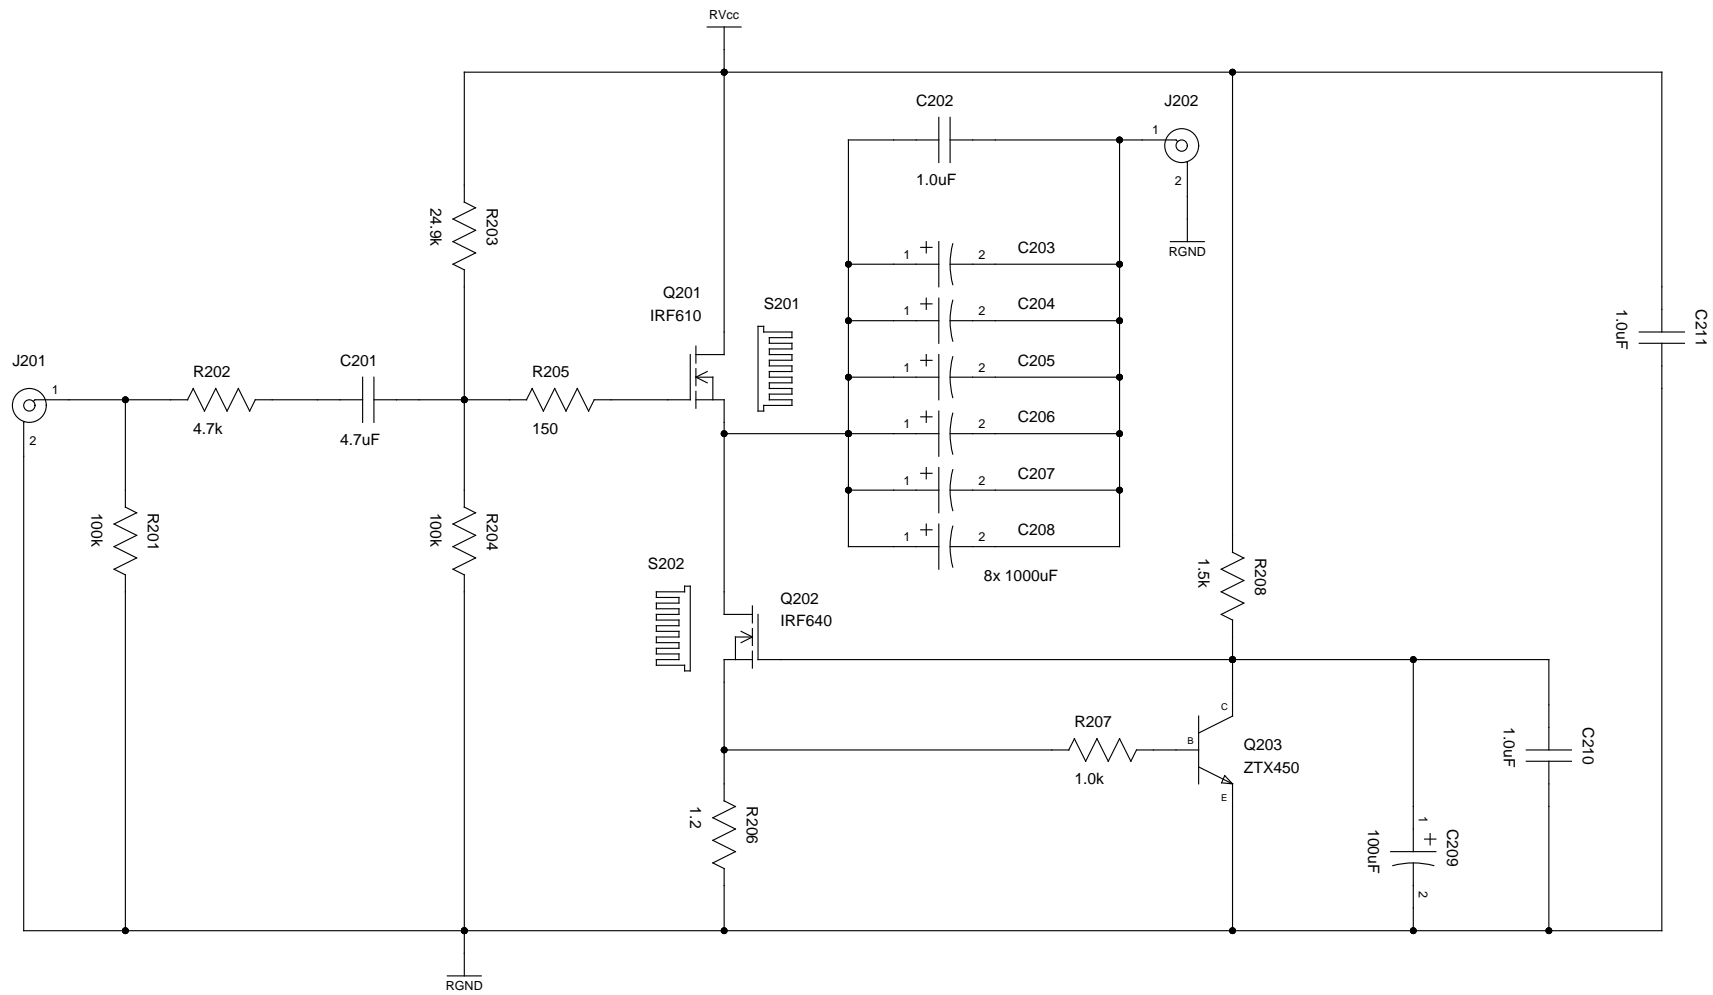 RVcc
C202
1.0uF
J202
1
2
RGND
R203
24.9k
Q201
IRF610
S201
1 + 2 C203
1 + 2 C204
1 + 2 C205
1 + 2 C206
1 + 2 C207
1 + 2 C208
8x 1000uF
C211
1.0uF
J201
1
2
R202
4.7k
C201
4.7uF
R205
150
R201
100k
R204
100k
S202
Q202
IRF640
R208
1.5k
R207
1.0k
C
B
E
Q203
ZTX450
C210
1.0uF
R206
1.2
1 +
C209
100uF
2
RGND